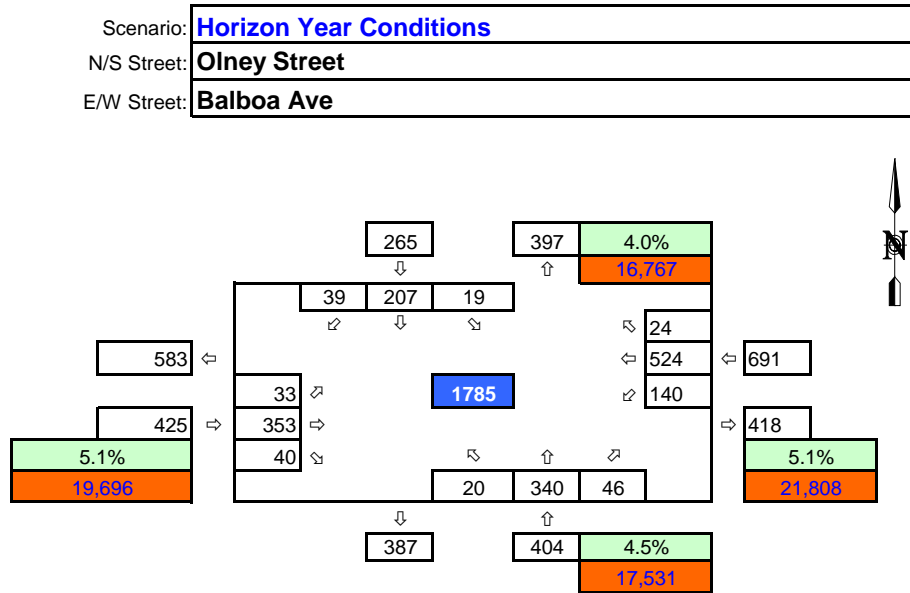 Scenario: Horizon Year Conditions
N/S Street: Olney Street
E/W Street: Balboa Ave
N
265 397 4.0%
⇩ ⇧ 16,767
39 207 19
⬃ ⇩ ⬂ ⬁ 24
583 ⇦ ⇦ 524 ⇦ 691
33 ⬀ 1785 ⬃ 140
425 ⇨ 353 ⇨ ⇨ 418
5.1% 40 ⬂ ⬁ ⇧ ⬀ 5.1%
19,696 20 340 46 21,808
⇩ ⇧
387 404 4.5%
17,531